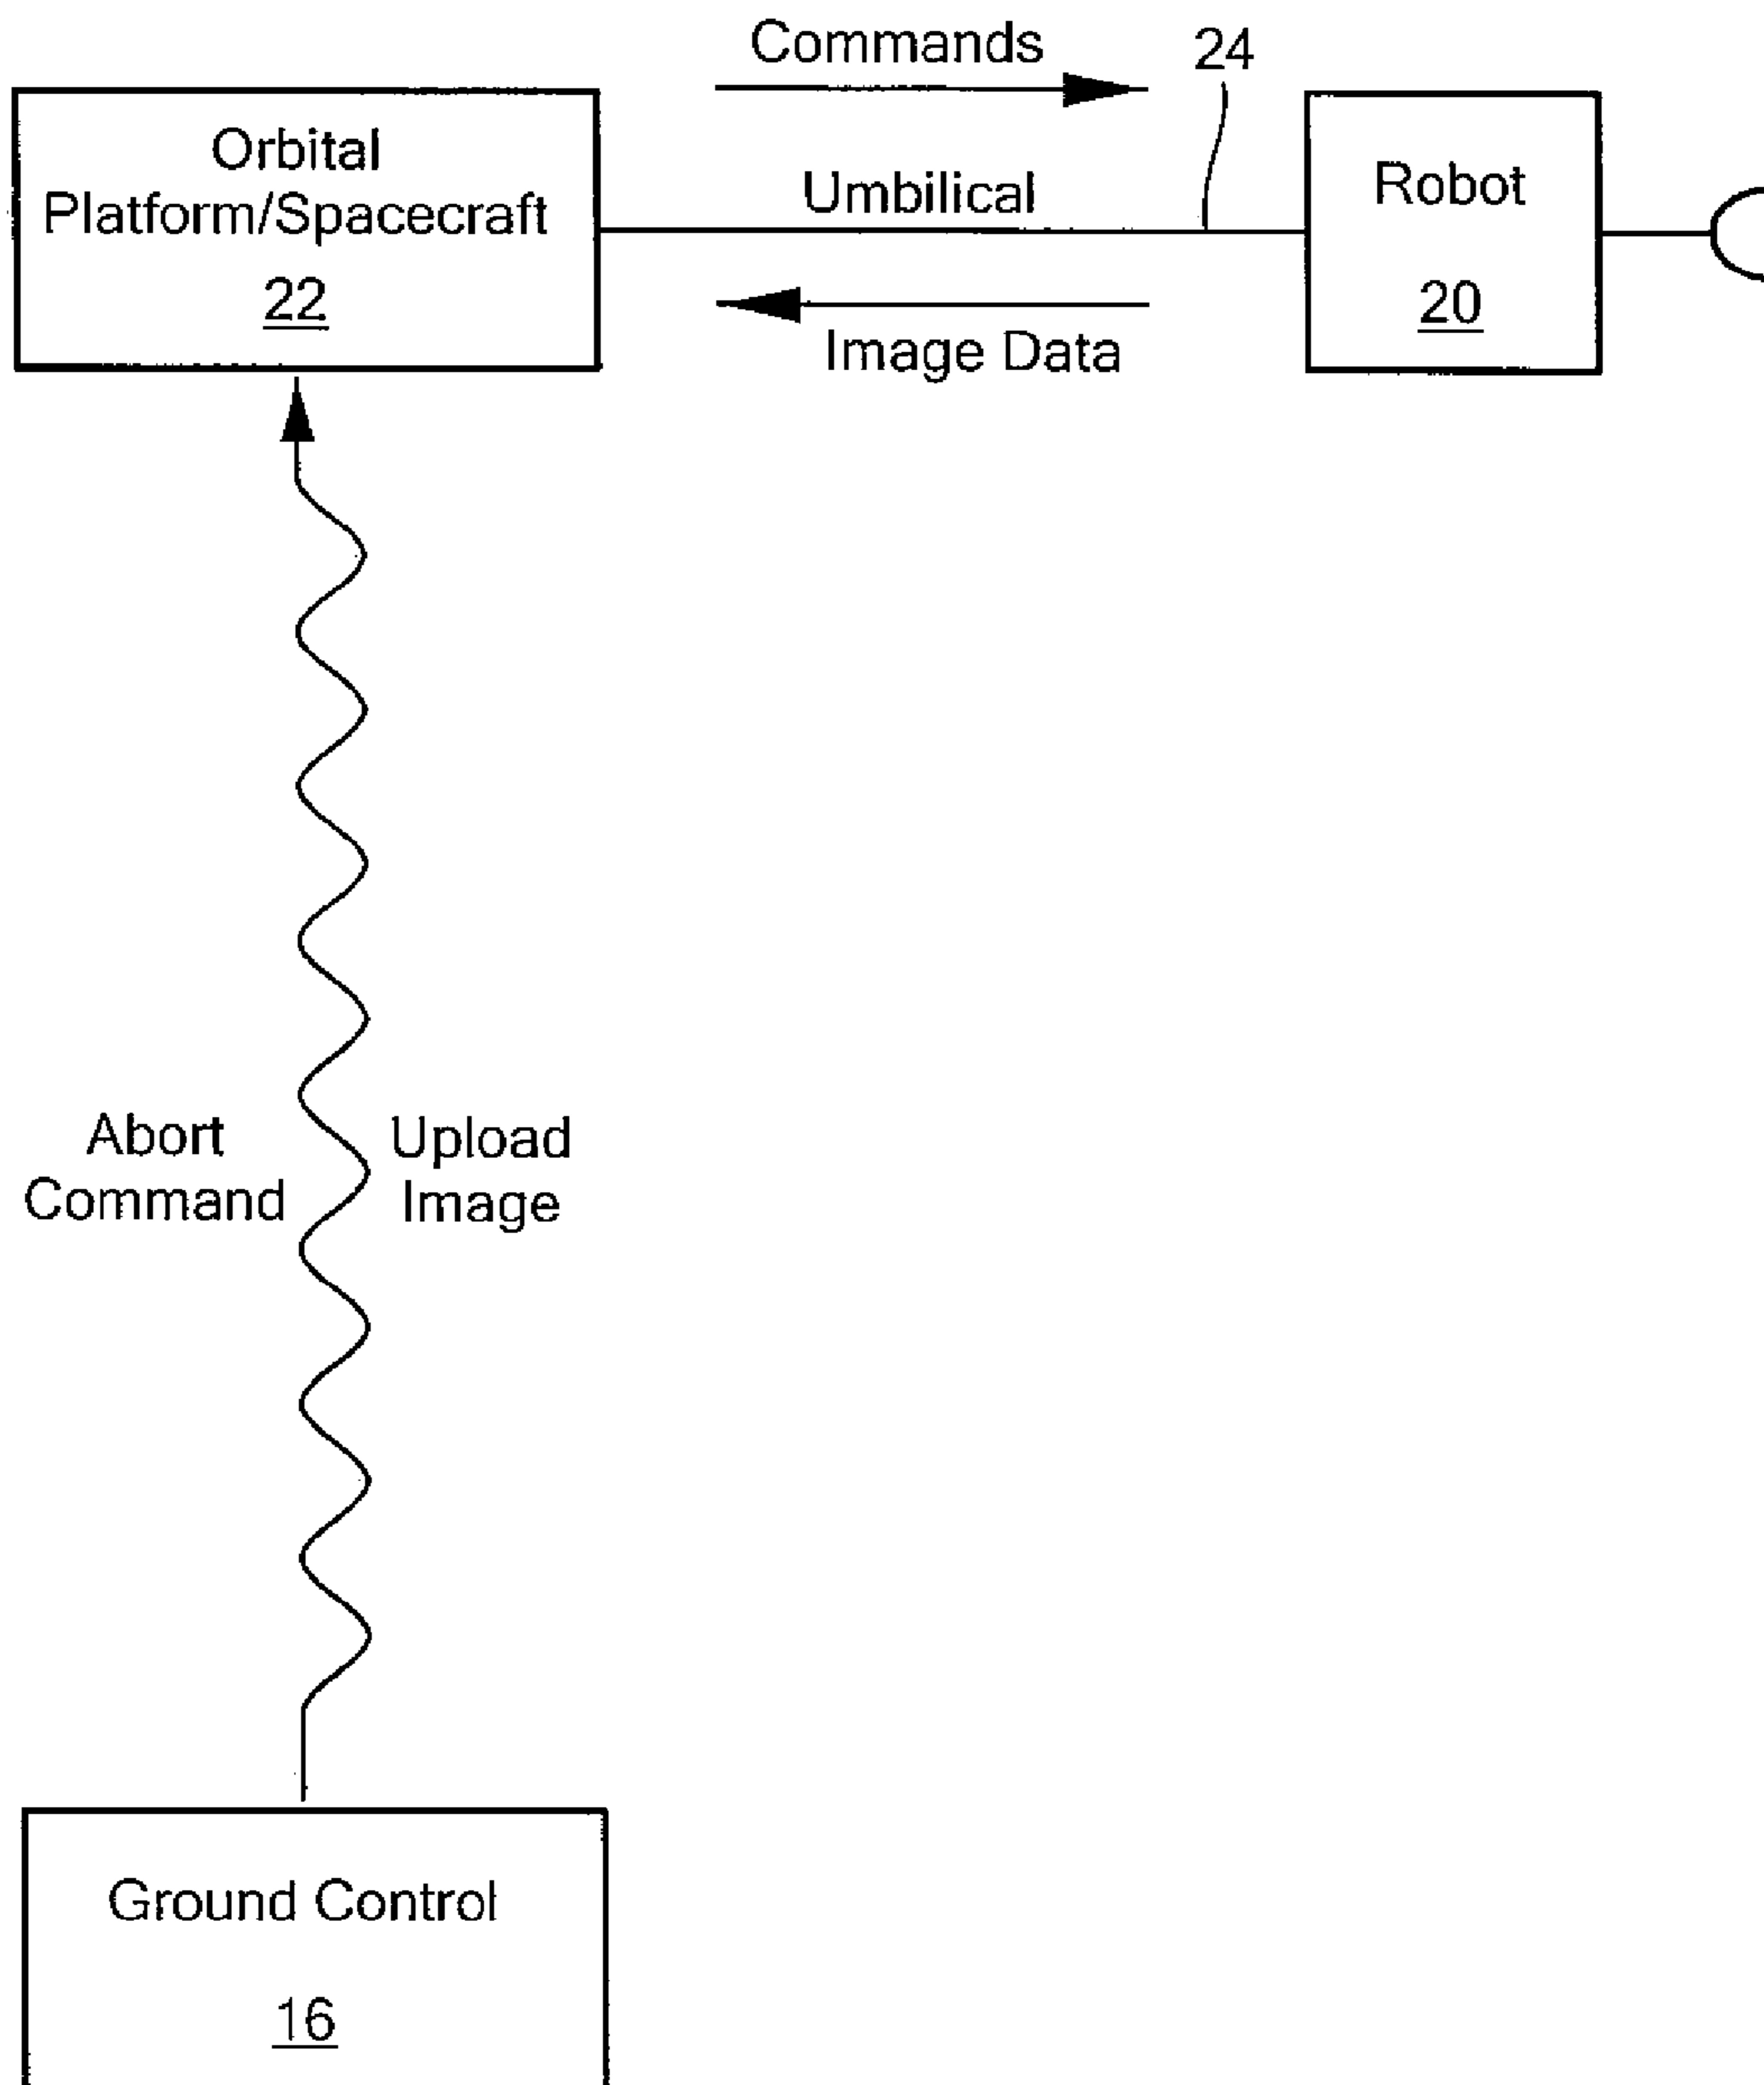 Commands
24
Orbital
Platform/Spacecraft
22
Umbilical
Robot
20
Image Data
Abort
Command
Upload
Image
Ground Control
16